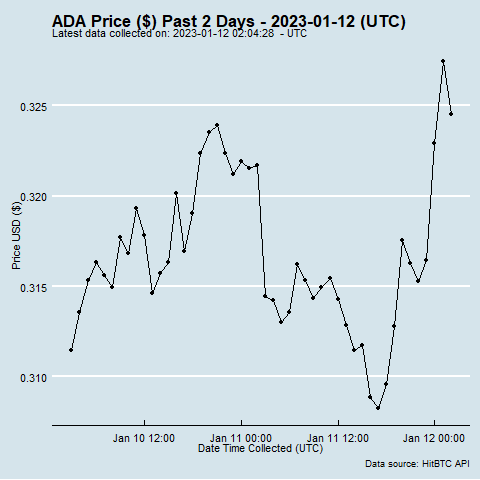 ADA Price ($) Past 2 Days - 2023-01-12 (UTC)
Latest data collected on: 2023-01-12 02:04:28  - UTC
0.325
0.320
0.315
0.310
Price USD ($)
Jan 10 12:00
Jan 11 00:00
Jan 11 12:00
Jan 12 00:00
Date Time Collected (UTC)
Data source: HitBTC API